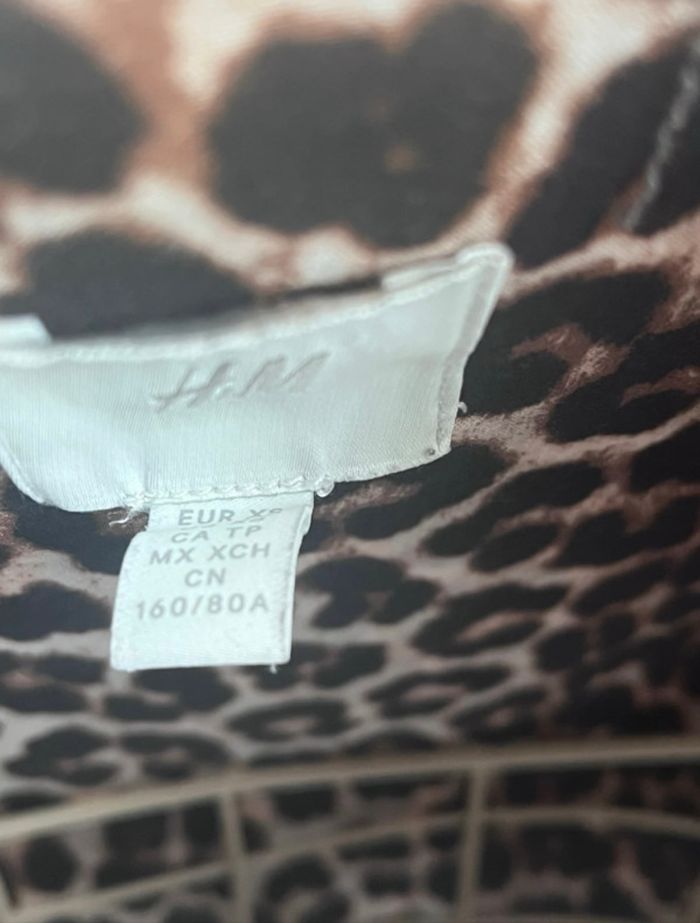 H&M
EUR XS
CA TP
MX XCH
CN
160/80A